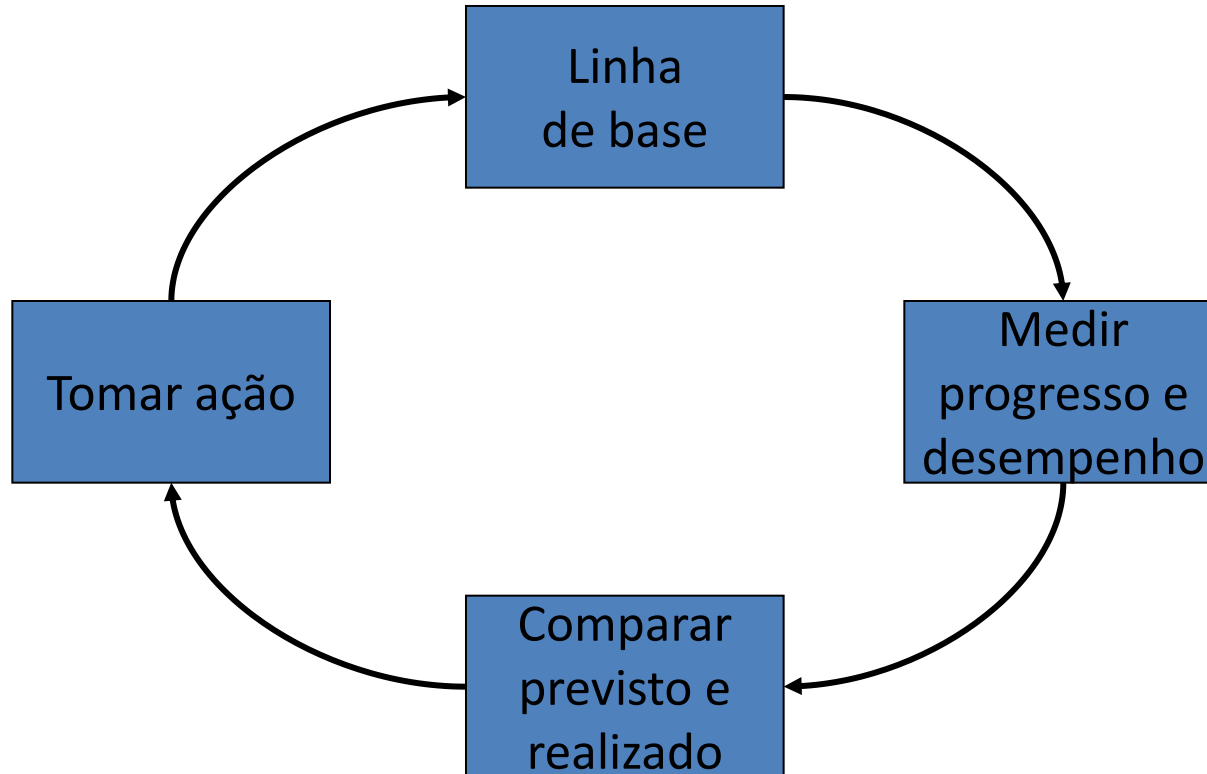 Linha
de base
Medir
progresso e
desempenho
Tomar ação
Comparar
previsto e
realizado